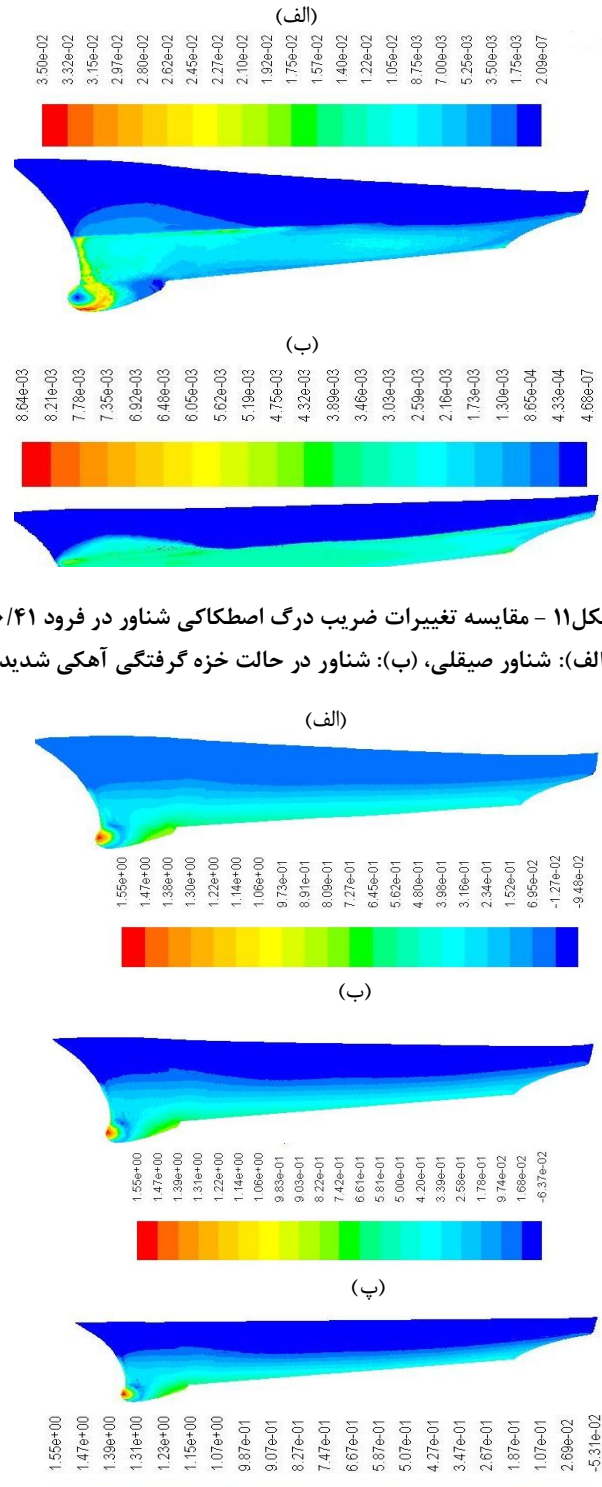 (الف)
3.50e-02
3.32e-02
3.15e-02
2.97e-02
2.80e-02
2.62e-02
2.45e-02
2.27e-02
2.10e-02
1.92e-02
1.75e-02
1.57e-02
1.40e-02
1.22e-02
1.05e-02
8.75e-03
7.00e-03
5.25e-03
3.50e-03
1.75e-03
2.09e-07
(ب)
8.64e-03
8.21e-03
7.78e-03
7.35e-03
6.92e-03
6.48e-03
6.05e-03
5.62e-03
5.19e-03
4.75e-03
4.32e-03
3.89e-03
3.46e-03
3.03e-03
2.59e-03
2.16e-03
1.73e-03
1.30e-03
8.65e-04
4.33e-04
4.68e-07
کل۱۱ – مقایسه تغییرات ضریب درگ اصطکاکی شناور در فرود ۰/۴۱
الف): شناور صیقلی، (ب): شناور در حالت خزه گرفتگی آهکی شدید
(الف)
1.55e+00
1.47e+00
1.38e+00
1.30e+00
1.22e+00
1.14e+00
1.06e+00
9.73e-01
8.91e-01
8.09e-01
7.27e-01
6.45e-01
5.62e-01
4.80e-01
3.98e-01
3.16e-01
2.34e-01
1.52e-01
6.95e-02
-1.27e-02
-9.48e-02
(ب)
1.55e+00
1.47e+00
1.39e+00
1.31e+00
1.22e+00
1.14e+00
1.06e+00
9.83e-01
9.03e-01
8.22e-01
7.42e-01
6.61e-01
5.81e-01
5.00e-01
4.20e-01
3.39e-01
2.58e-01
1.78e-01
9.74e-02
1.68e-02
-6.37e-02
(پ)
1.55e+00
1.47e+00
1.39e+00
1.31e+00
1.23e+00
1.15e+00
1.07e+00
9.87e-01
9.07e-01
8.27e-01
7.47e-01
6.67e-01
5.87e-01
5.07e-01
4.27e-01
3.47e-01
2.67e-01
1.87e-01
1.07e-01
2.69e-02
-5.31e-02